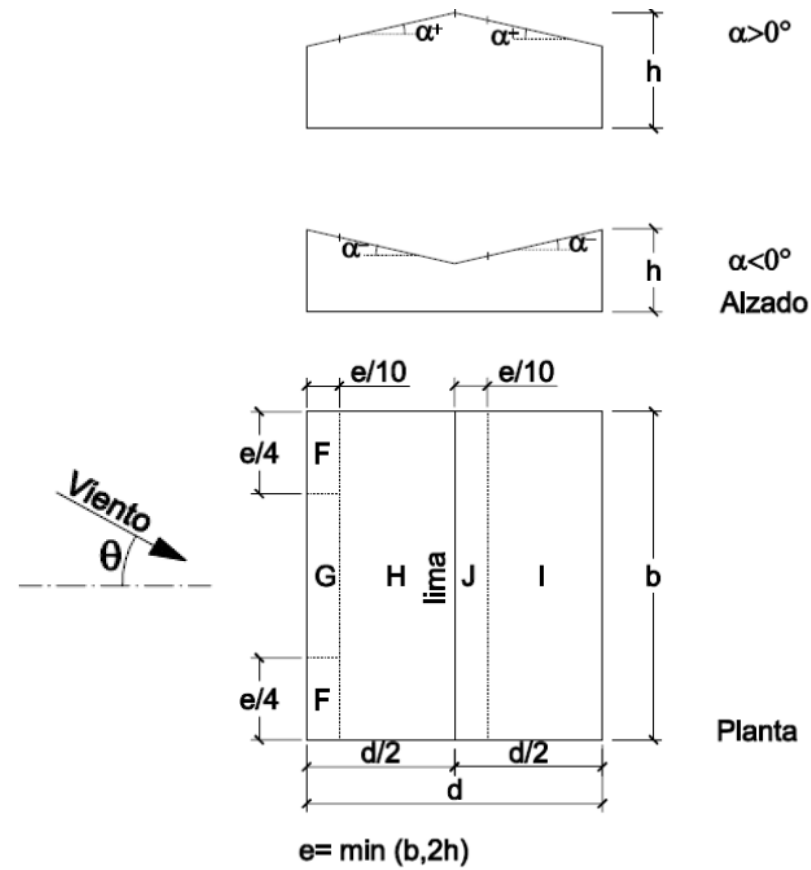 α+ α+ α>0°
h
α- α- α<0°
h
Alzado
e/10 e/10
e/4 F
Viento
θ
G H lima J I b
e/4 F
Planta
d/2 d/2
d
e= min (b,2h)